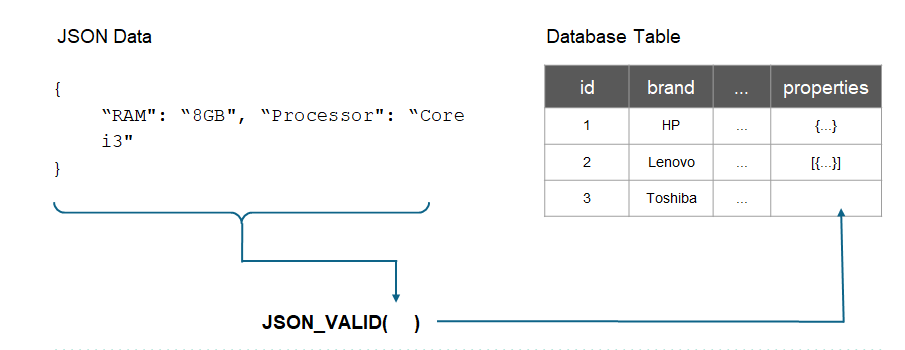 JSON Data
{
“RAM": “8GB", “Processor": “Core
i3"
}
JSON_VALID( )
Database Table
id brand ... properties
1 HP ... {...}
2 Lenovo ... [{...}]
3 Toshiba ...